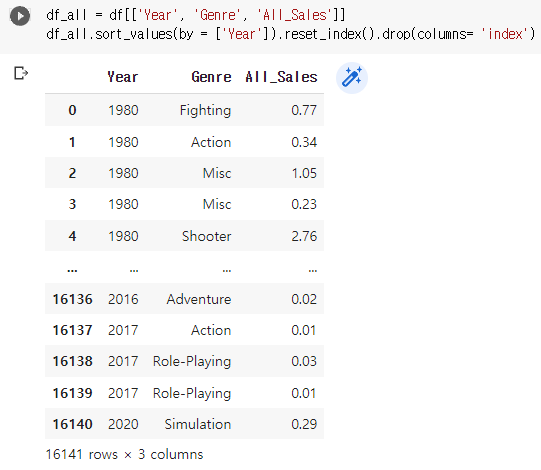 df_all = df[['Year', 'Genre', 'All_Sales']]
df_all.sort_values(by = ['Year']).reset_index().drop(columns= 'index')
Year Genre All_Sales
0 1980 Fighting 0.77
1 1980 Action 0.34
2 1980 Misc 1.05
3 1980 Misc 0.23
4 1980 Shooter 2.76
... ... ... ...
16136 2016 Adventure 0.02
16137 2017 Action 0.01
16138 2017 Role-Playing 0.03
16139 2017 Role-Playing 0.01
16140 2020 Simulation 0.29
16141 rows × 3 columns